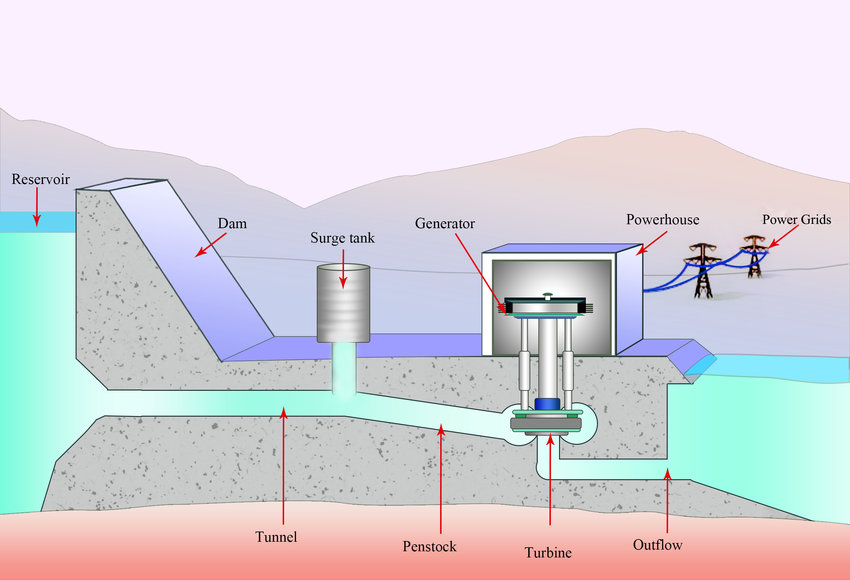 Reservoir
Dam
Surge tank
Generator
Powerhouse
Power Grids
Tunnel
Penstock
Turbine
Outflow